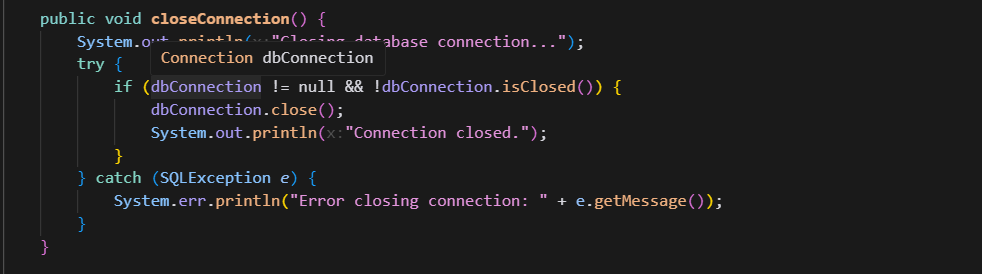 public void closeConnection() {
System.out.println(x:"Closing database connection...");
Connection dbConnection
try {
if (dbConnection != null && !dbConnection.isClosed()) {
dbConnection.close();
System.out.println(x:"Connection closed.");
}
} catch (SQLException e) {
System.err.println("Error closing connection: " + e.getMessage());
}
}